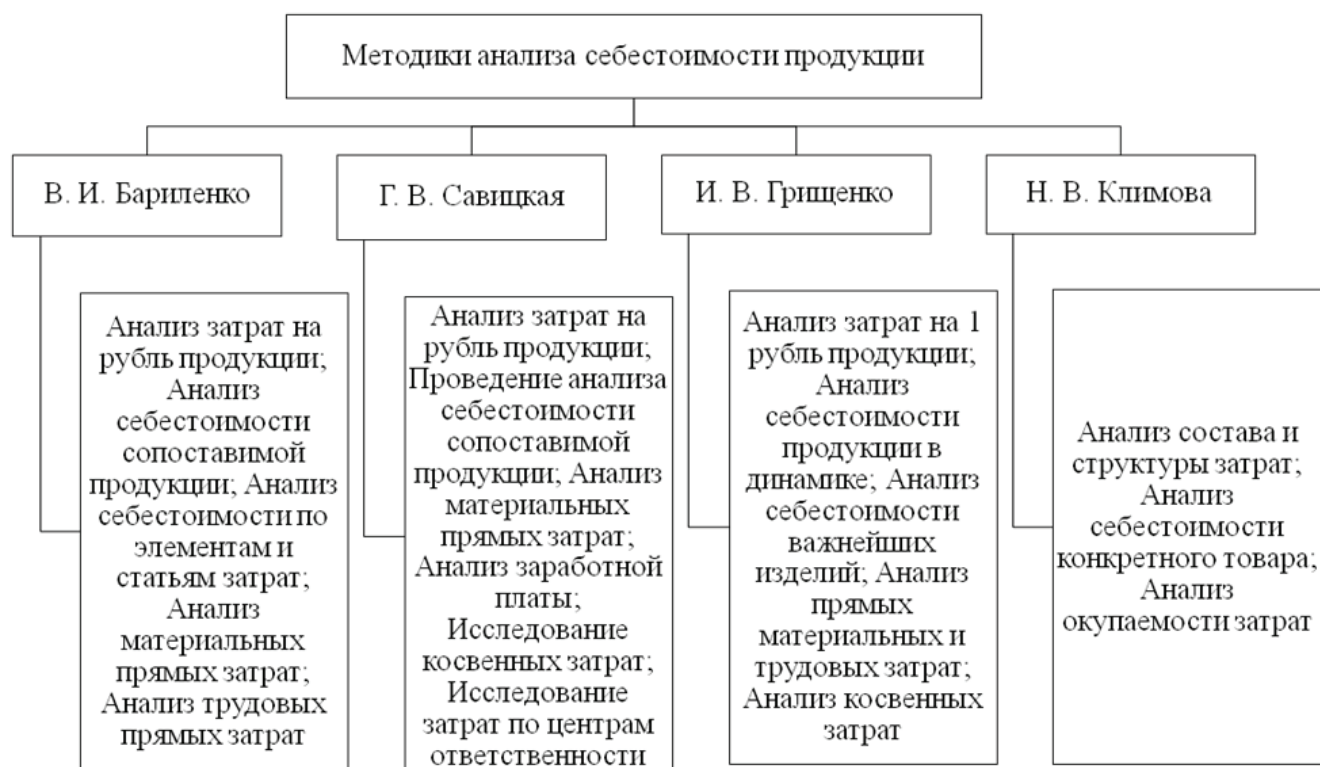 Методики анализа себестоимости продукции
В. И. Бариленко
Г. В. Савицкая
И. В. Грищенко
Н. В. Климова
Анализ затрат на
рубль продукции;
Анализ
себестоимости
сопоставимой
продукции; Анализ
себестоимости по
элементам и
статьям затрат;
Анализ
материальных
прямых затрат;
Анализ трудовых
прямых затрат
Анализ затрат на
рубль продукции;
Проведение анализа
себестоимости
сопоставимой
продукции; Анализ
материальных
прямых затрат;
Анализ заработной
платы;
Исследование
косвенных затрат;
Исследование
затрат по центрам
ответственности
Анализ затрат на 1
рубль продукции;
Анализ
себестоимости
продукции в
динамике; Анализ
себестоимости
важнейших
изделий; Анализ
прямых
материальных и
трудовых затрат;
Анализ косвенных
затрат
Анализ состава и
структуры затрат;
Анализ
себестоимости
конкретного товара;
Анализ
окупаемости затрат